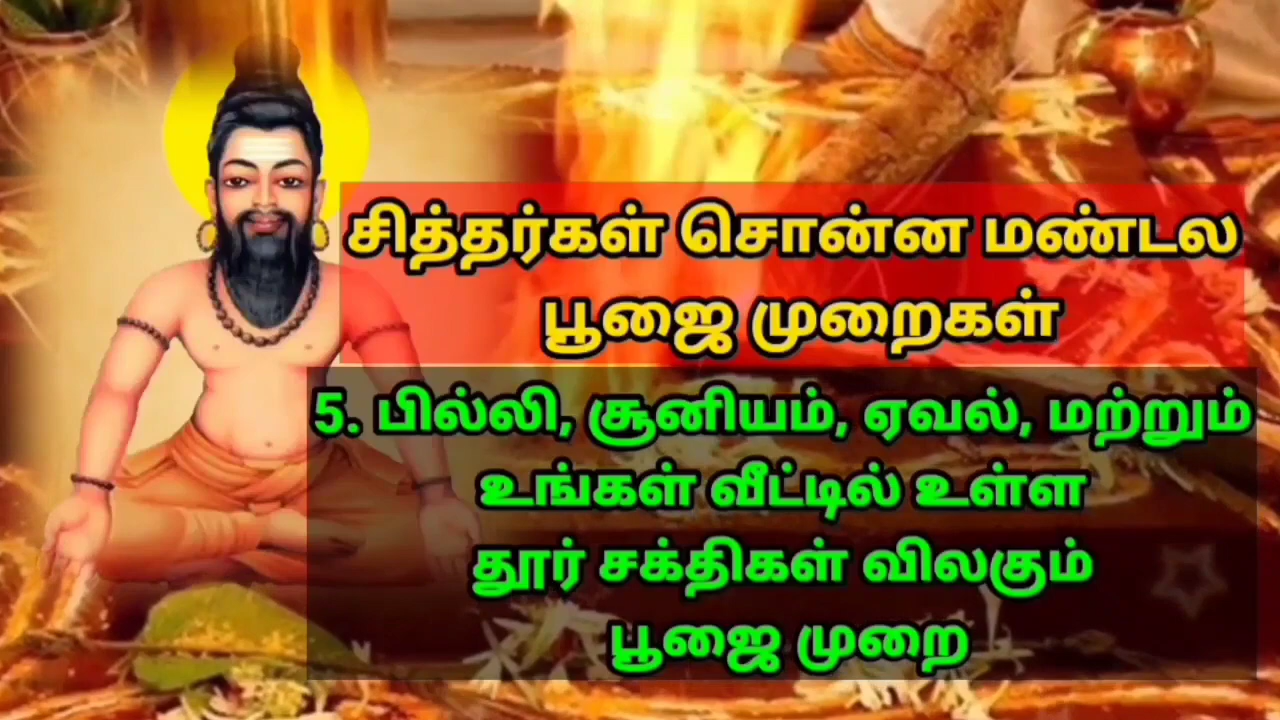 சித்தர்கள் சொன்ன மண்டல
பூஜை முறைகள்
5. பில்லி, சூனியம், ஏவல், மற்றும்
உங்கள் வீட்டில் உள்ள
தூர் சக்திகள் விலகும்
பூஜை முறை